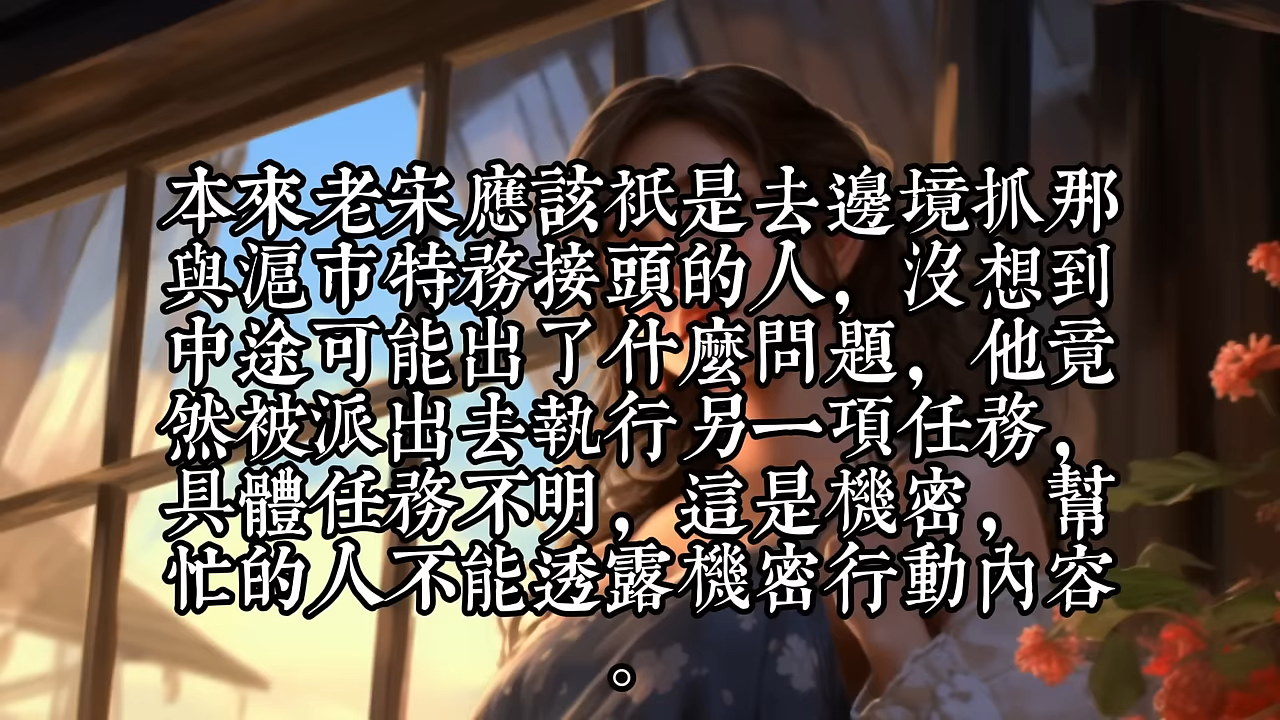 本來老宋應該衹是去邊境抓那
與滬市特務接頭的人，沒想到
中途可能出了什麼問題，他竟
然被派出去執行另一項任務，
具體任務不明，這是機密，幫
忙的人不能透露機密行動內容
。